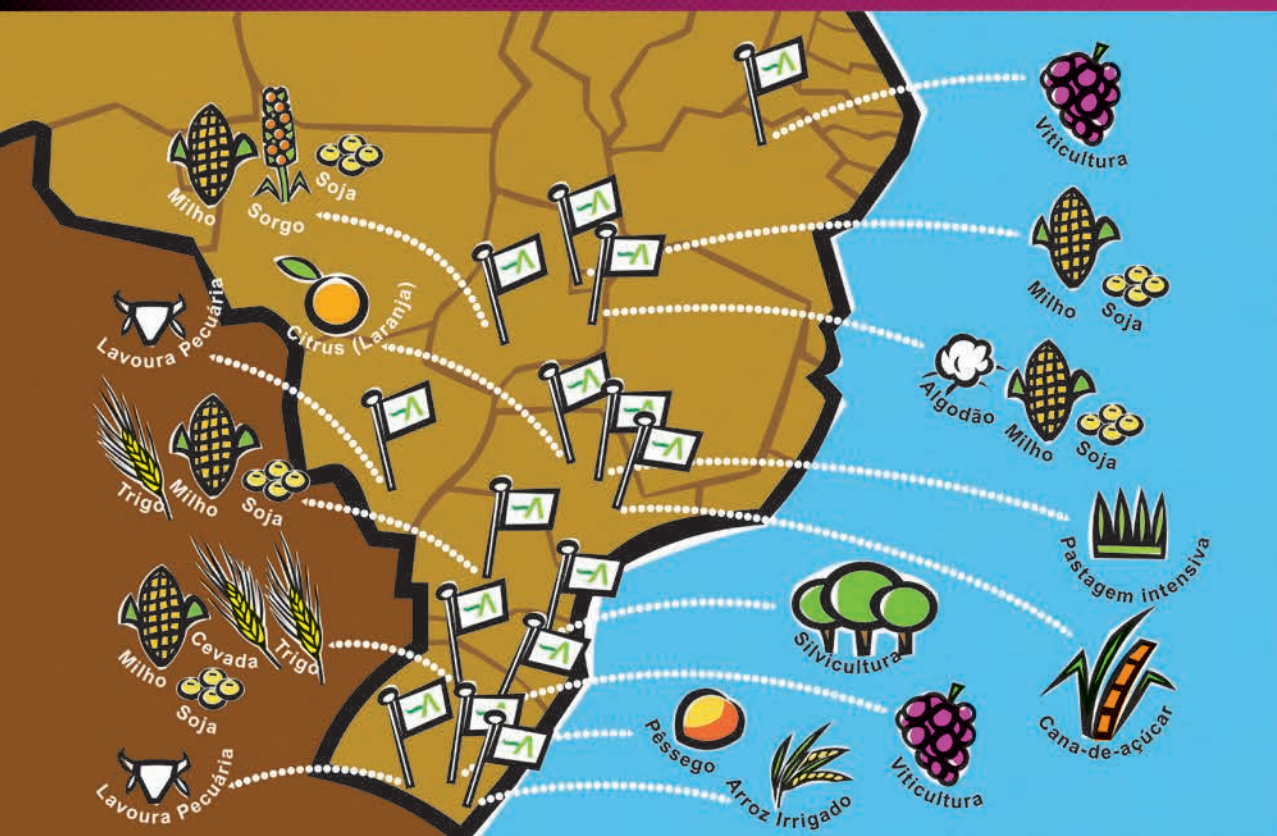 Viticultura
Milho
Sorgo
Soja
Milho
Soja
Citrus (Laranja)
Lavoura Pecuária
Algodão
Milho
Soja
Trigo
Milho
Soja
Pastagem intensiva
Silvicultura
Milho
Cevada
Trigo
Soja
Cana-de-açúcar
Pêssego
Viticultura
Lavoura Pecuária
Arroz Irrigado